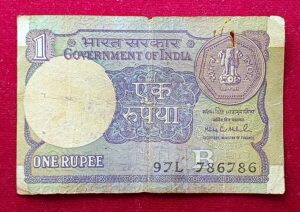 1
भारत सरकार
GOVERNMENT OF INDIA
एक
रुपया
ONE RUPEE
B
97L 786786